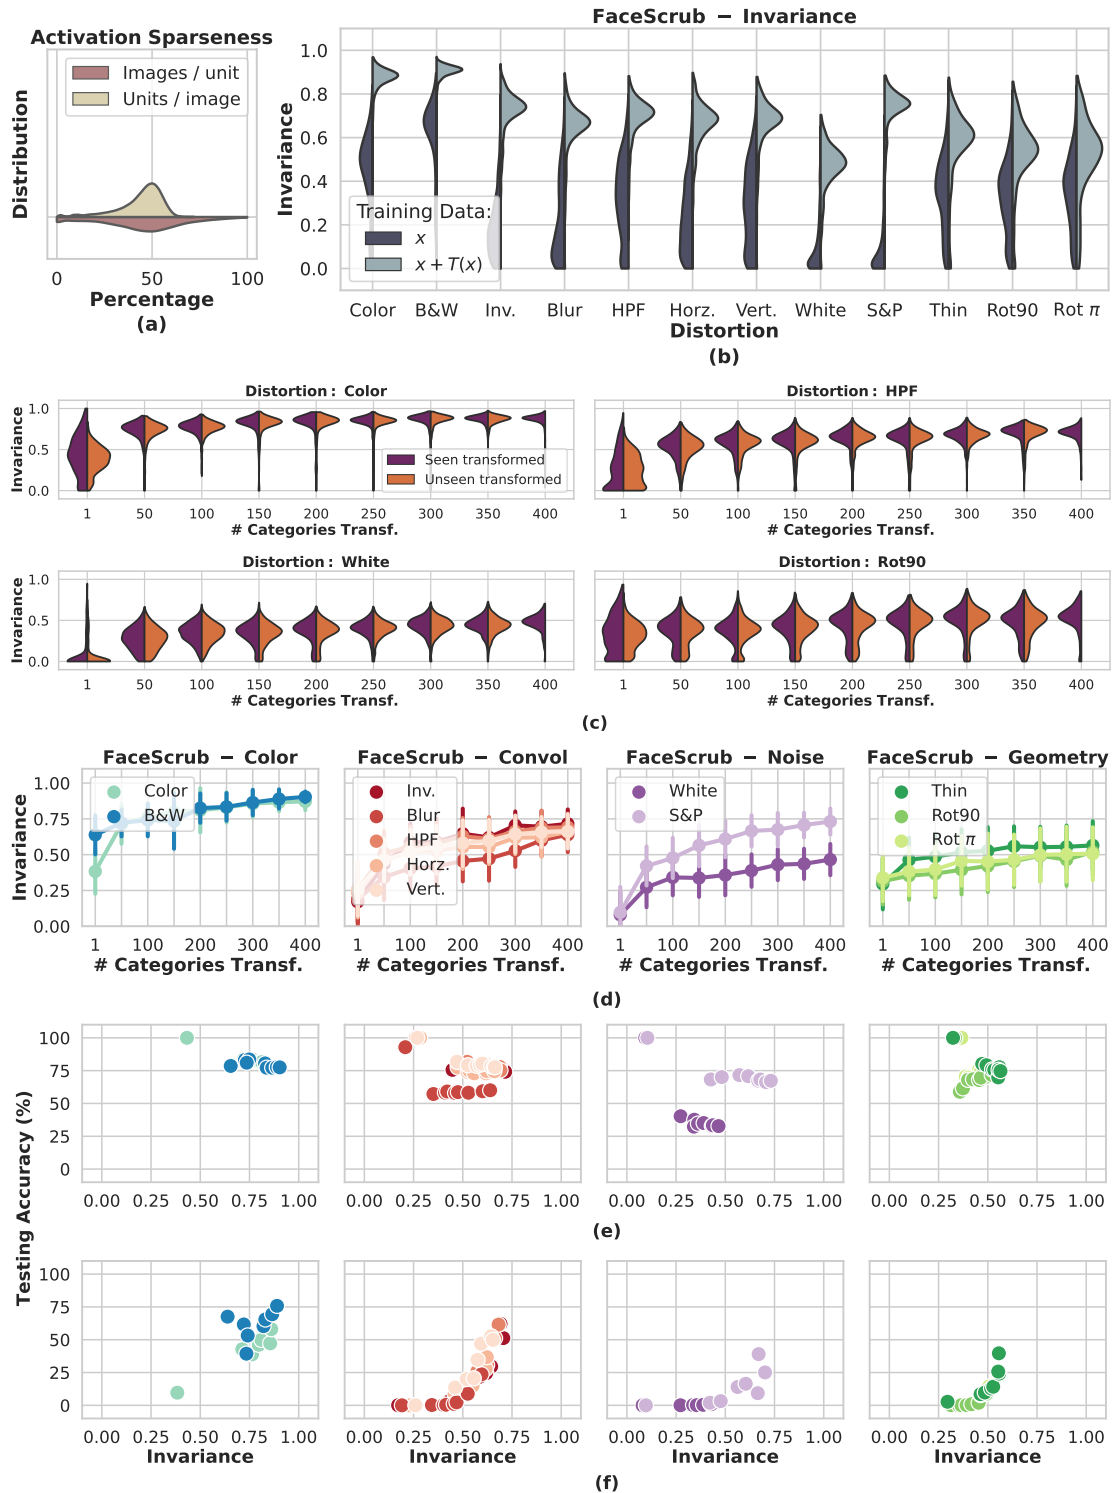 Activation Sparseness
Images / unit
Units / image
Distribution
0 50 100
Percentage
(a)
FaceScrub − Invariance
Invariance
1.0
0.8
0.6
0.4
0.2
0.0
Training Data:
x
x + T(x)
Color B&W Inv. Blur HPF Horz. Vert. White S&P Thin Rot90 Rot π
Distortion
(b)
Distortion : Color
Invariance
1.0
0.5
0.0
Seen transformed
Unseen transformed
1 50 100 150 200 250 300 350 400
# Categories Transf.
Distortion : HPF
1 50 100 150 200 250 300 350 400
# Categories Transf.
Distortion : White
Invariance
1.0
0.5
0.0
1 50 100 150 200 250 300 350 400
# Categories Transf.
Distortion : Rot90
1 50 100 150 200 250 300 350 400
# Categories Transf.
(c)
FaceScrub − Color
Invariance
1.00
0.75
0.50
0.25
0.00
Color
B&W
1 100 200 300 400
# Categories Transf.
FaceScrub − Convol
Inv.
Blur
HPF
Horz.
Vert.
1 100 200 300 400
# Categories Transf.
FaceScrub − Noise
White
S&P
1 100 200 300 400
# Categories Transf.
FaceScrub − Geometry
Thin
Rot90
Rot π
1 100 200 300 400
# Categories Transf.
(d)
Testing Accuracy (%)
100
75
50
25
0
0.00 0.25 0.50 0.75 1.00
0.00 0.25 0.50 0.75 1.00
0.00 0.25 0.50 0.75 1.00
0.00 0.25 0.50 0.75 1.00
(e)
100
75
50
25
0
0.00 0.25 0.50 0.75 1.00
Invariance
0.00 0.25 0.50 0.75 1.00
Invariance
0.00 0.25 0.50 0.75 1.00
Invariance
0.00 0.25 0.50 0.75 1.00
Invariance
(f)